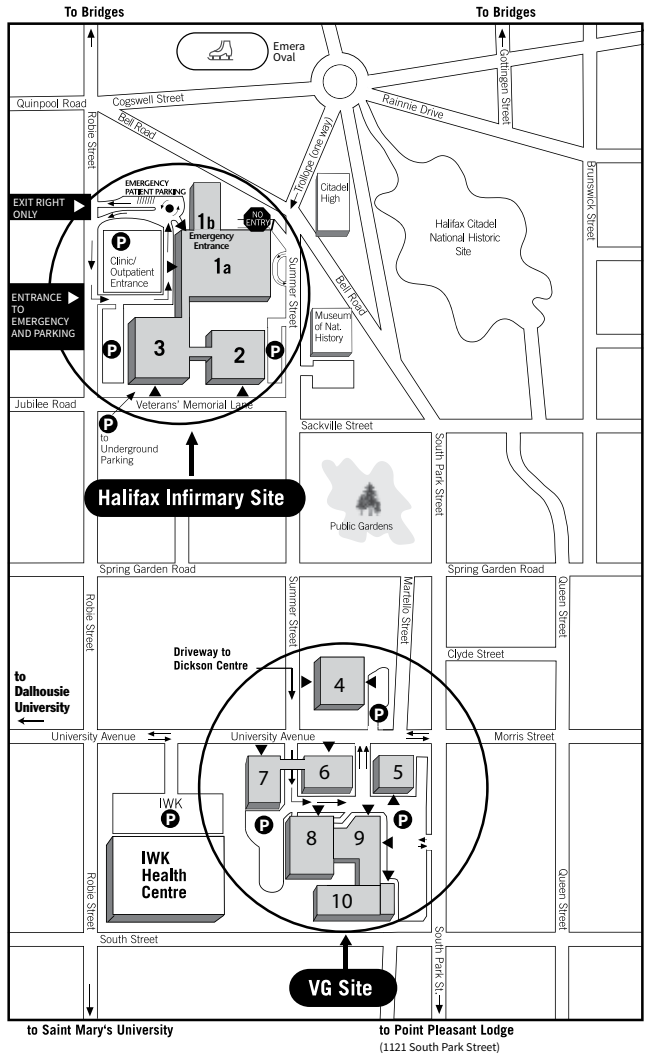 To Bridges
To Bridges
Emera
Oval
Quinpool Road
Cogswell Street
Rainnie Drive
Gottingen Street
Robie Street
Bell Road
Trollope (one way)
Brunswick Street
EMERGENCY
PATIENT PARKING
Citadel
High
EXIT RIGHT
ONLY
1b
NO
ENTRY
Halifax Citadel
National Historic
Site
P
Emergency
Entrance
Clinic/
Outpatient
Entrance
1a
Summer Street
Bell Road
ENTRANCE
TO
EMERGENCY
AND PARKING
Museum
of Nat.
History
P
3
2
P
Jubilee Road
Veterans' Memorial Lane
P
to
Underground
Parking
Sackville Street
South Park Street
Halifax Infirmary Site
Public Gardens
Spring Garden Road
Spring Garden Road
Robie Street
Summer Street
Martello Street
Queen Street
Driveway to
Dickson Centre
Clyde Street
to
Dalhousie
University
4
P
University Avenue
University Avenue
Morris Street
7
6
5
IWK
P
P
P
8
9
IWK
Health
Centre
10
Robie Street
Queen Street
South Street
South Park St.
VG Site
to Saint Mary's University
to Point Pleasant Lodge
(1121 South Park Street)